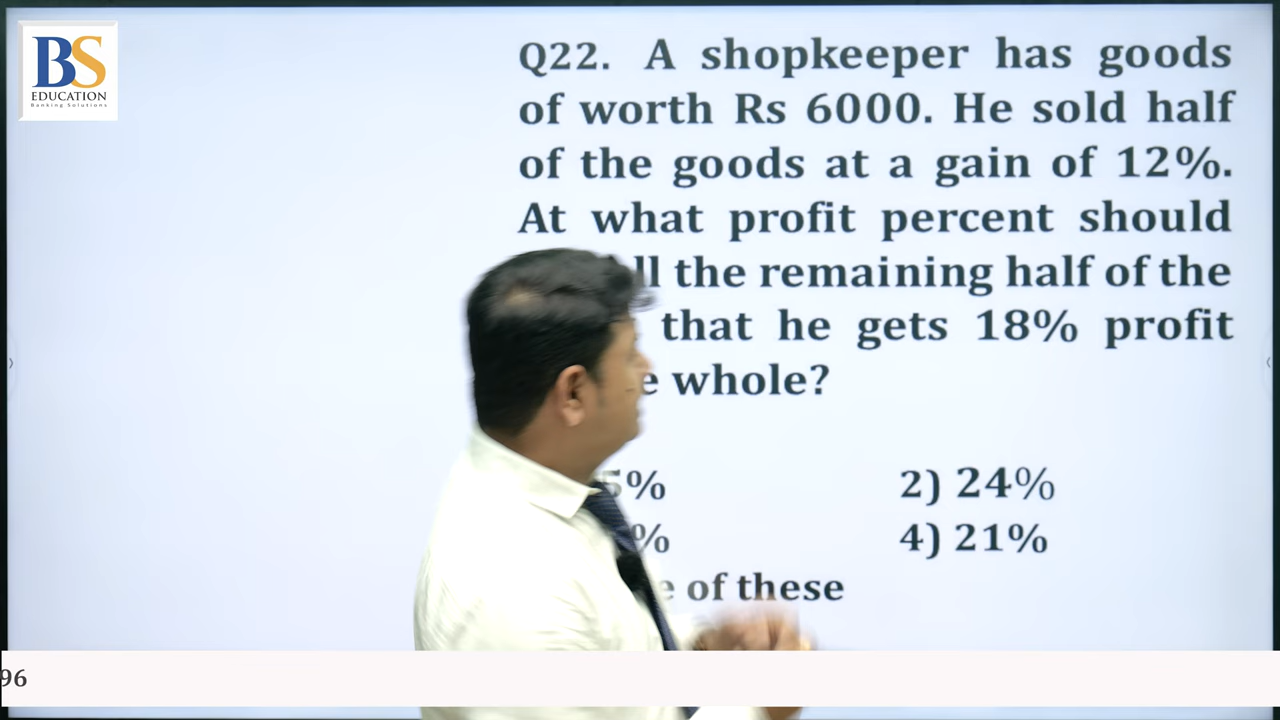 BS
EDUCATION
Banking Solutions
Q22. A shopkeeper has goods
of worth Rs 6000. He sold half
of the goods at a gain of 12%.
At what profit percent should
the remaining half of the
that he gets 18% profit
whole?
5% 2) 24%
% 4) 21%
of these
96